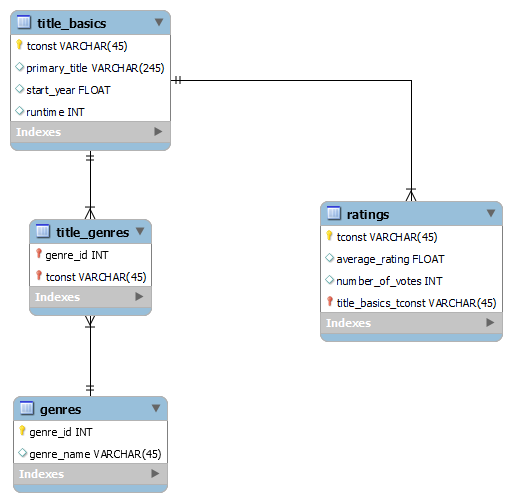 title_basics
tconst VARCHAR(45)
primary_title VARCHAR(245)
start_year FLOAT
runtime INT
Indexes
title_genres
genre_id INT
tconst VARCHAR(45)
Indexes
genres
genre_id INT
genre_name VARCHAR(45)
Indexes
ratings
tconst VARCHAR(45)
average_rating FLOAT
number_of_votes INT
title_basics_tconst VARCHAR(45)
Indexes